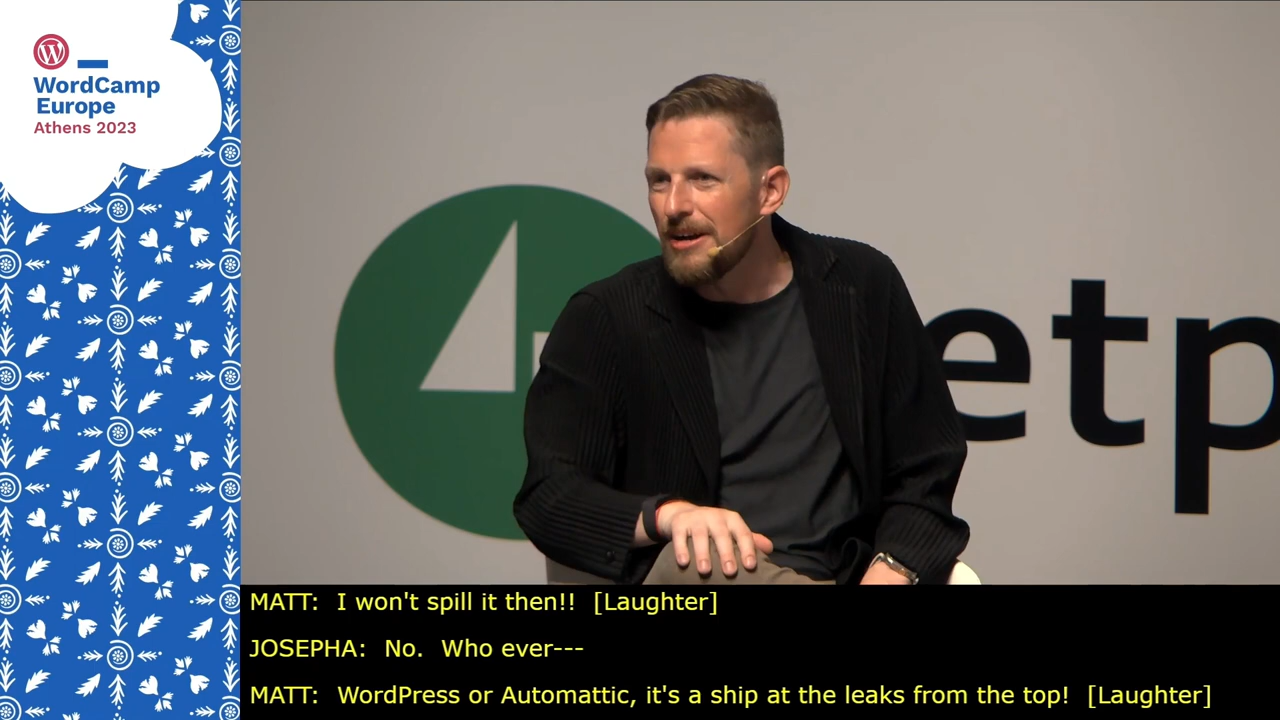 WordCamp
Europe
Athens 2023
etp
MATT:  I won't spill it then!!  [Laughter]
JOSEPHA:  No.  Who ever---
MATT:  WordPress or Automattic, it's a ship at the leaks from the top!  [Laughter]